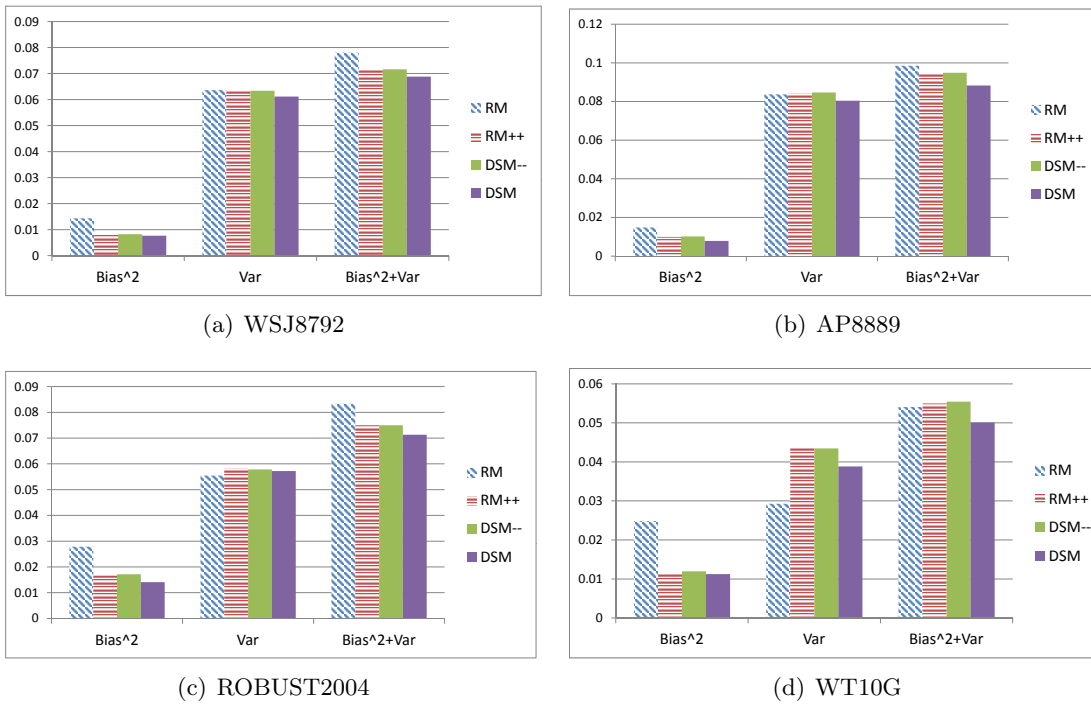 0.09
0.08
0.07
0.06
0.05
0.04
0.03
0.02
0.01
0
Bias^2 Var Bias^2+Var
RM
RM++
DSM--
DSM
(a) WSJ8792
0.12
0.1
0.08
0.06
0.04
0.02
0
Bias^2 Var Bias^2+Var
RM
RM++
DSM--
DSM
(b) AP8889
0.09
0.08
0.07
0.06
0.05
0.04
0.03
0.02
0.01
0
Bias^2 Var Bias^2+Var
RM
RM++
DSM--
DSM
(c) ROBUST2004
0.06
0.05
0.04
0.03
0.02
0.01
0
Bias^2 Var Bias^2+Var
RM
RM++
DSM--
DSM
(d) WT10G